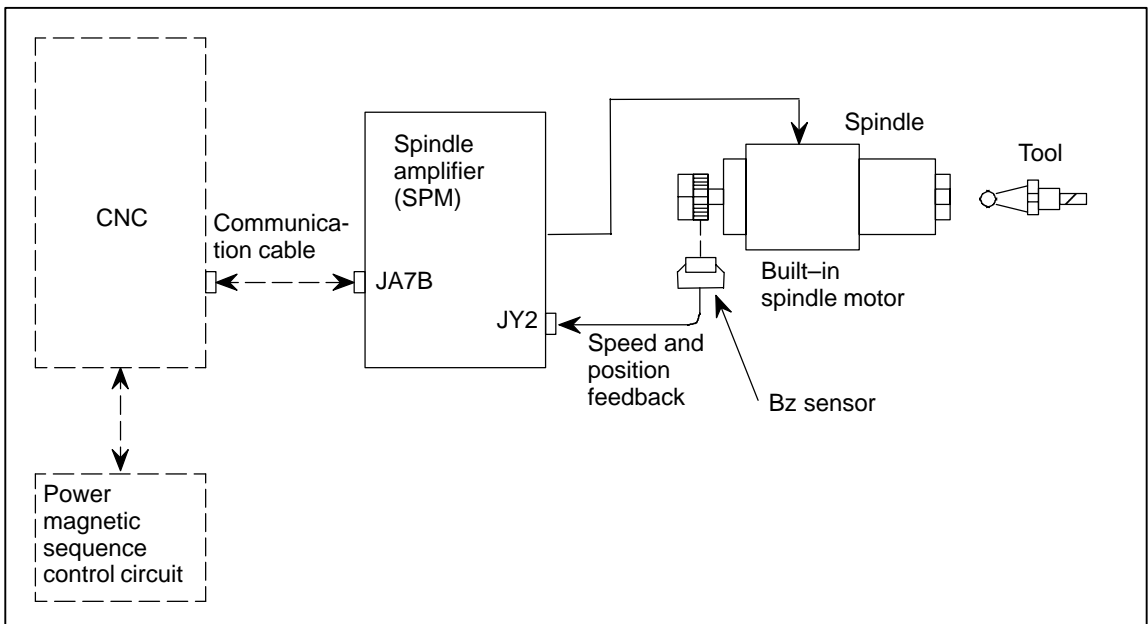 CNC
Communica-
tion cable
Spindle
amplifier
(SPM)
JA7B
JY2
Speed and
position
feedback
Spindle
Tool
Built–in
spindle motor
Bz sensor
Power
magnetic
sequence
control circuit